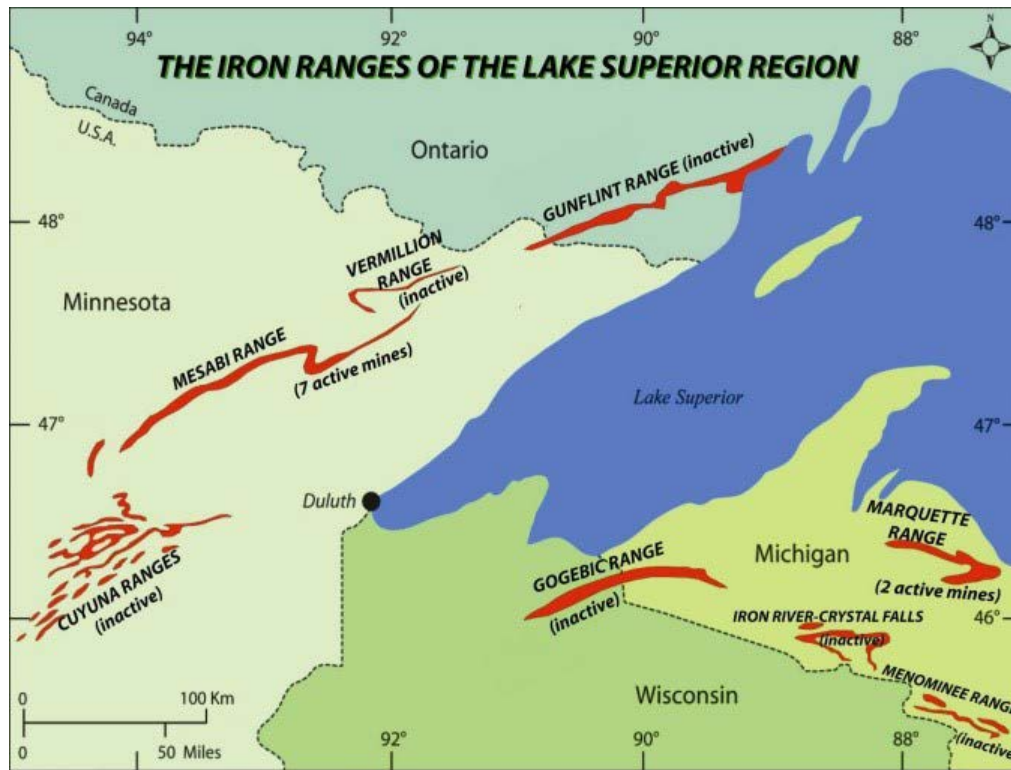 94°
92°
90°
88°
N
THE IRON RANGES OF THE LAKE SUPERIOR REGION
Canada
U.S.A.
Ontario
GUNFLINT RANGE (inactive)
48°
48°
VERMILLION
RANGE
(inactive)
Minnesota
MESABI RANGE
(7 active mines)
Lake Superior
47°
47°
Duluth
MARQUETTE
RANGE
Michigan
(2 active mines)
GOGEBIC RANGE
(inactive)
CUYUNA RANGES
(inactive)
IRON RIVER-CRYSTAL FALLS
(inactive)
46°
MENOMINEE RANGE
(inactive)
Wisconsin
0
100 Km
0
50 Miles
92°
90°
88°